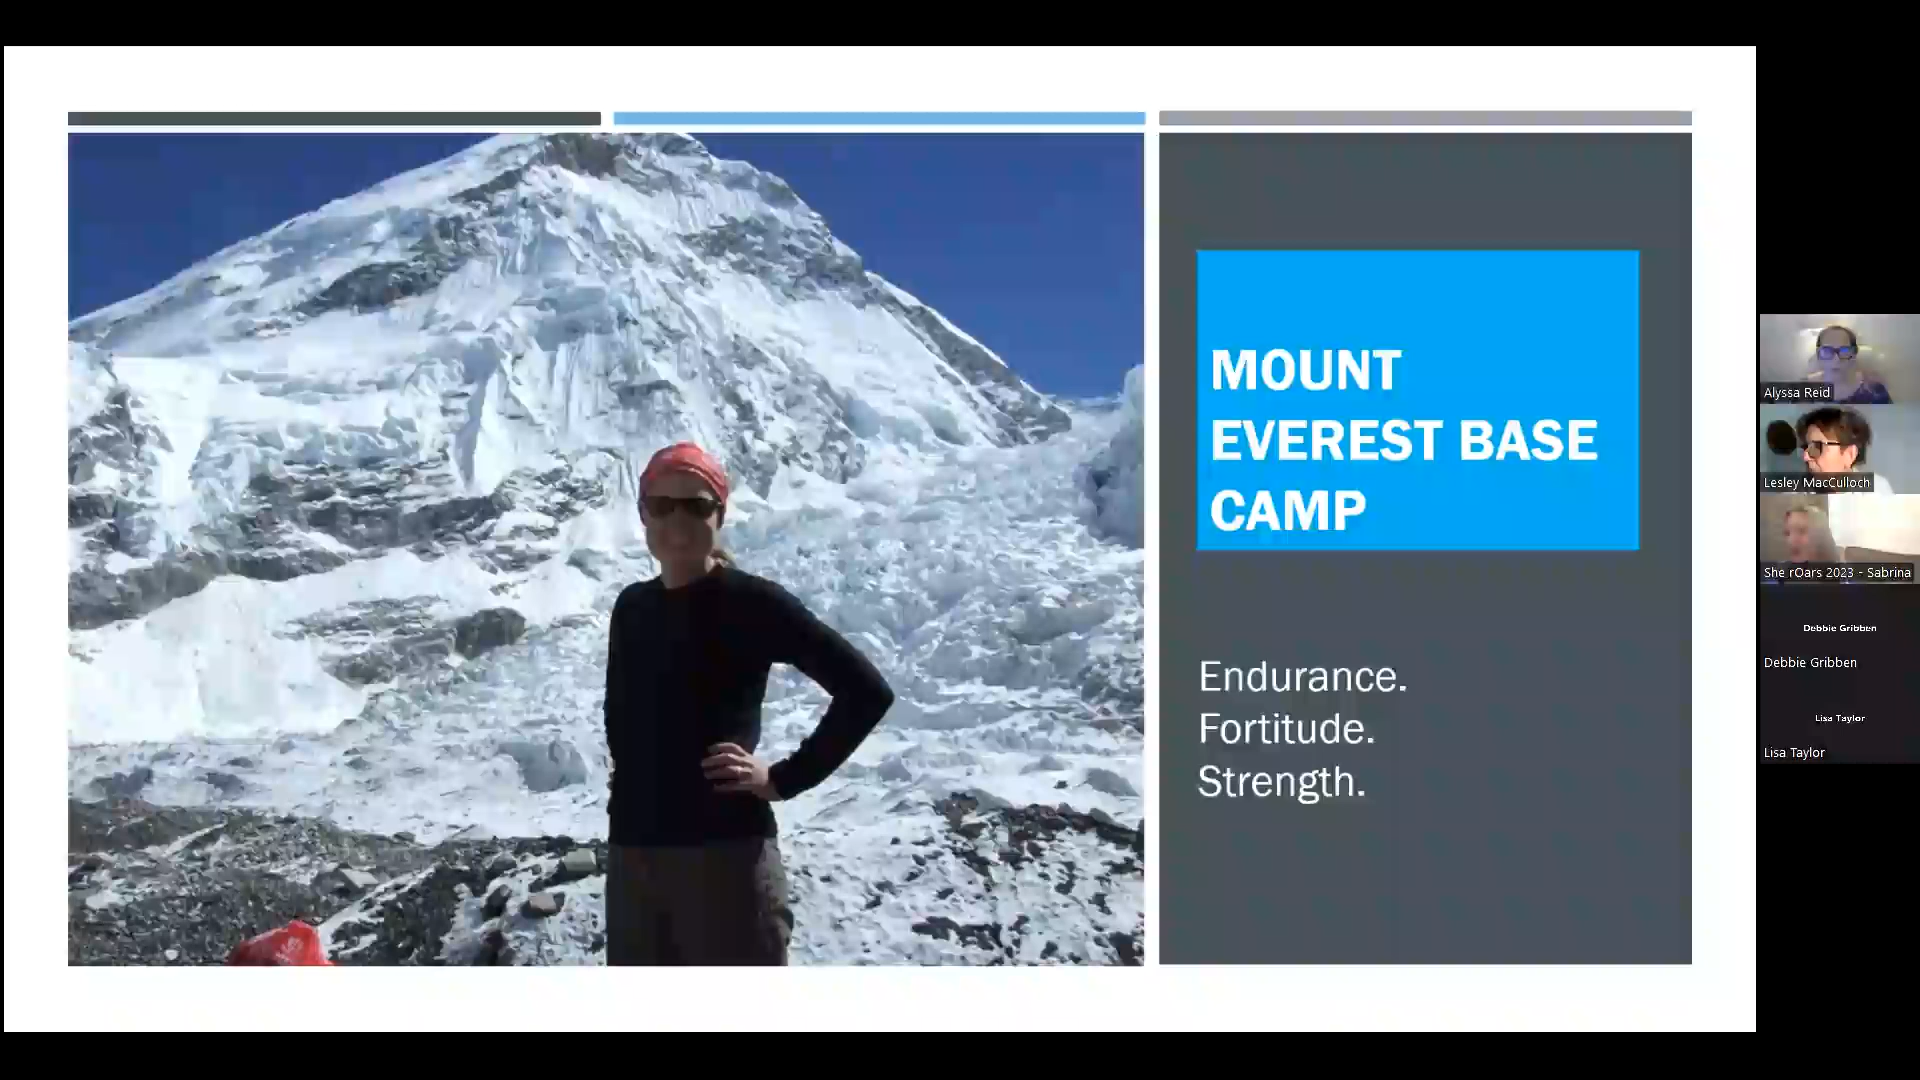 MOUNT
EVEREST BASE
CAMP
Endurance.
Fortitude.
Strength.
Alyssa Reid
Lesley MacCulloch
She rOars 2023 - Sabrina
Debbie Gribben
Debbie Gribben
Lisa Taylor
Lisa Taylor